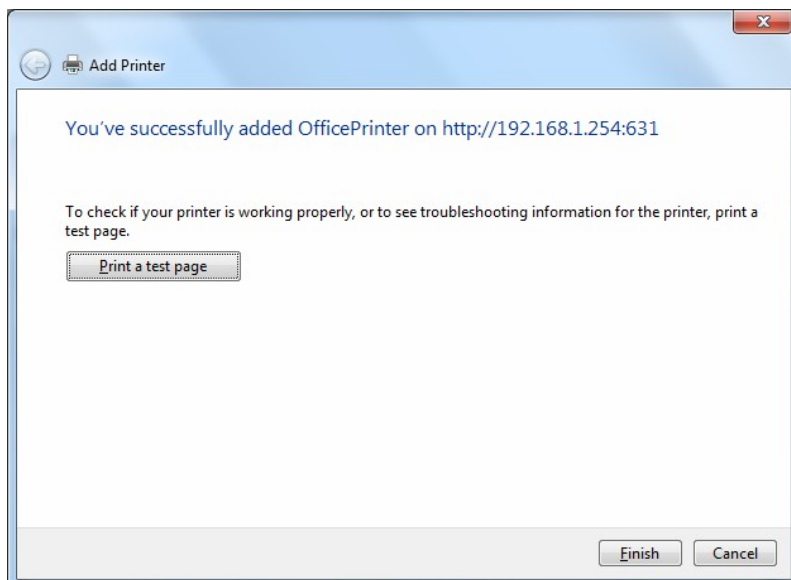 Add Printer
You've successfully added OfficePrinter on http://192.168.1.254:631
To check if your printer is working properly, or to see troubleshooting information for the printer, print a
test page.
Print a test page
Finish Cancel